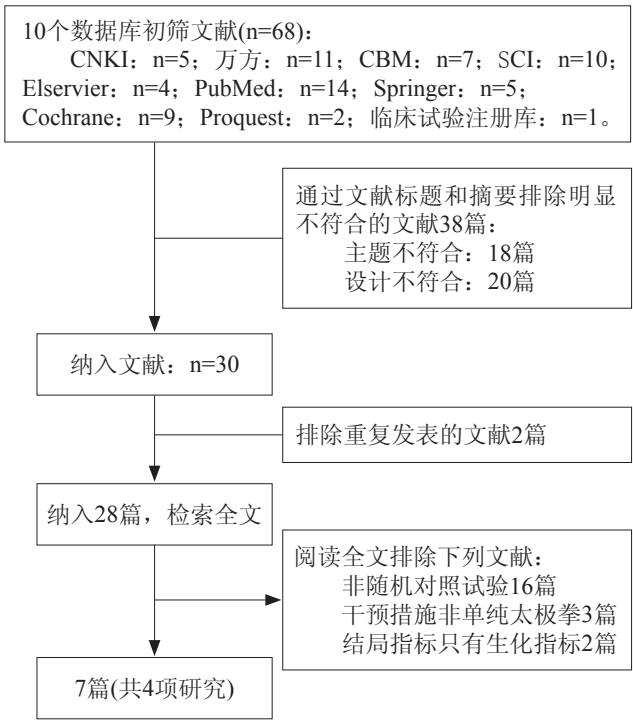 10个数据库初筛文献(n=68)：
CNKI：n=5；万方：n=11；CBM：n=7；SCI：n=10；
Elservier：n=4；PubMed：n=14；Springer：n=5；
Cochrane：n=9；Proquest：n=2；临床试验注册库：n=1。
通过文献标题和摘要排除明显
不符合的文献38篇：
主题不符合：18篇
设计不符合：20篇
纳入文献：n=30
排除重复发表的文献2篇
纳入28篇，检索全文
阅读全文排除下列文献：
非随机对照试验16篇
干预措施非单纯太极拳3篇
结局指标只有生化指标2篇
7篇(共4项研究)